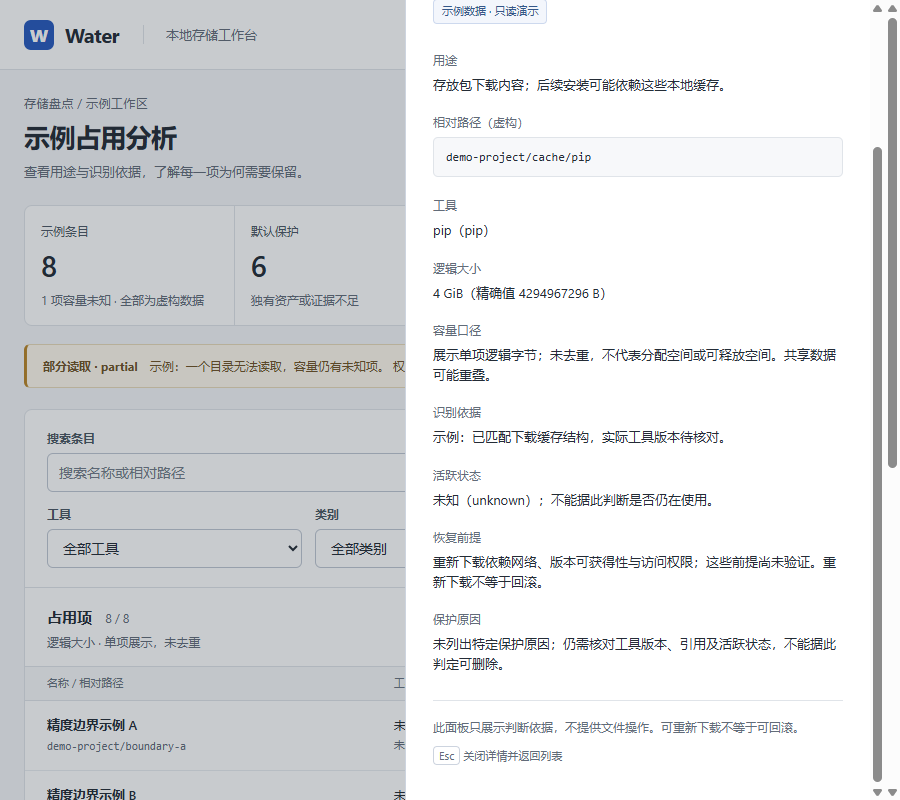 W Water 本地存储工作台
存储盘点 / 示例工作区
示例占用分析
查看用途与识别依据，了解每一项为何需要保留。
示例条目
8
1 项容量未知 · 全部为虚构数据
默认保护
6
独有资产或证据不足
部分读取 · partial 示例：一个目录无法读取，容量仍有未知项。 权
搜索条目
搜索名称或相对路径
工具
全部工具
类别
全部类别
占用项 8 / 8
逻辑大小 · 单项展示，未去重
名称 / 相对路径 工
精度边界示例 A 未
demo-project/boundary-a 未
精度边界示例 B 未
示例数据 · 只读演示
用途
存放包下载内容；后续安装可能依赖这些本地缓存。
相对路径（虚构）
demo-project/cache/pip
工具
pip（pip）
逻辑大小
4 GiB（精确值 4294967296 B）
容量口径
展示单项逻辑字节；未去重，不代表分配空间或可释放空间。共享数据
可能重叠。
识别依据
示例：已匹配下载缓存结构，实际工具版本待核对。
活跃状态
未知（unknown）；不能据此判断是否仍在使用。
恢复前提
重新下载依赖网络、版本可获得性与访问权限；这些前提尚未验证。重
新下载不等于回滚。
保护原因
未列出特定保护原因；仍需核对工具版本、引用及活跃状态，不能据此
判定可删除。
此面板只展示判断依据，不提供文件操作。可重新下载不等于可回滚。
Esc 关闭详情并返回列表